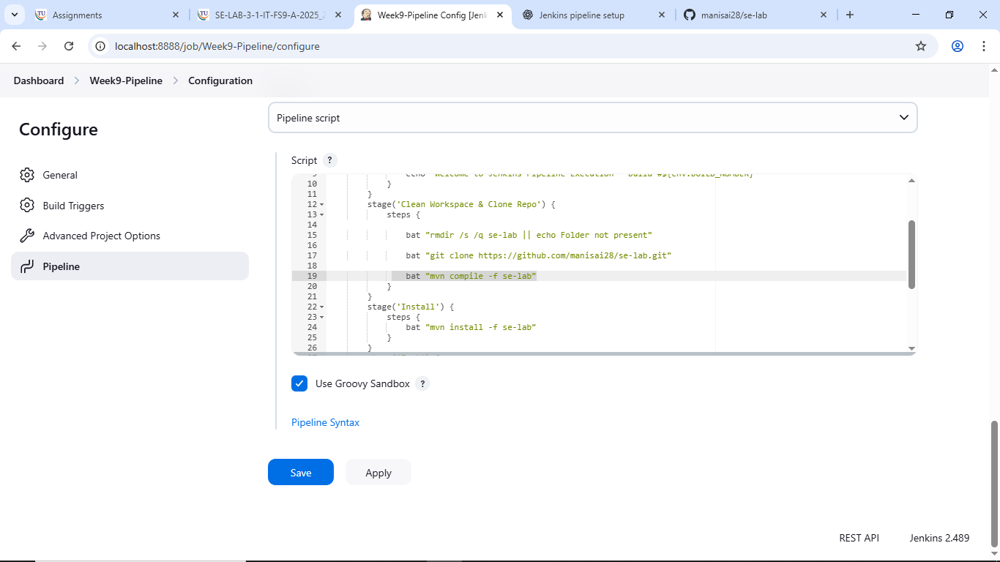 Assignments
SE-LAB-3-1-IT-FS9-A-2025_2
Week9-Pipeline Config [Jenk
Jenkins pipeline setup
manisai28/se-lab
localhost:8888/job/Week9-Pipeline/configure
Dashboard > Week9-Pipeline > Configuration
Configure
General
Build Triggers
Advanced Project Options
Pipeline
Pipeline script
Script ?
9 echo "Welcome to Jenkins Pipeline Execution - Build #${env.BUILD_NUMBER}"
10 }
11 }
12 stage('Clean Workspace & Clone Repo') {
13 steps {
14
15 bat "rmdir /s /q se-lab || echo Folder not present"
16
17 bat "git clone https://github.com/manisai28/se-lab.git"
18
19 bat "mvn compile -f se-lab"
20 }
21 }
22 stage('Install') {
23 steps {
24 bat "mvn install -f se-lab"
25 }
26 }
Use Groovy Sandbox ?
Pipeline Syntax
Save
Apply
REST API
Jenkins 2.489